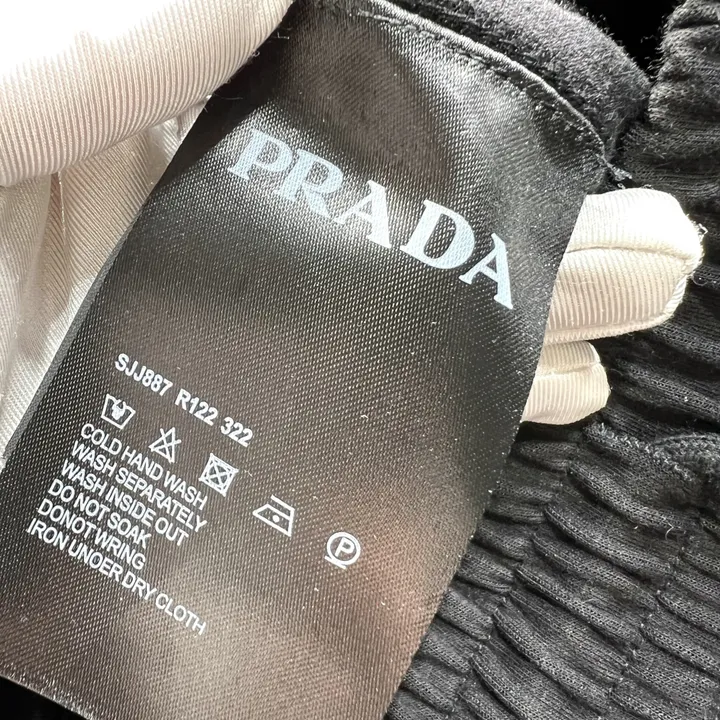 PRADA
SJJ887 R122 322
P
COLD HAND WASH
WASH SEPARATELY
WASH INSIDE OUT
DO NOT SOAK
DONOT WRING
IRON UNOER DRY CLOTH